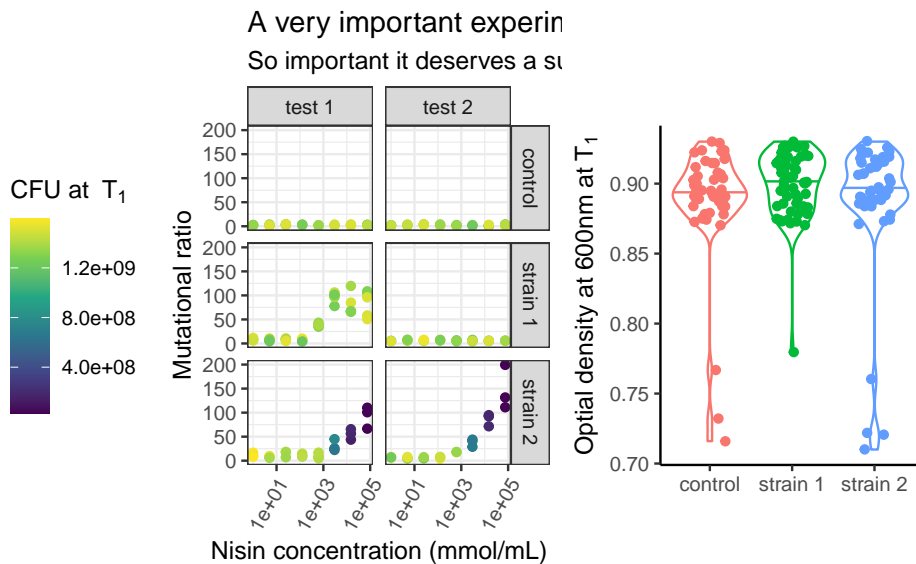 A very important experin
So important it deserves a su
CFU at T₁
1.2e+09
8.0e+08
4.0e+08
test 1
test 2
Mutational ratio
200
150
100
50
0
control
200
150
100
50
0
strain 1
200
150
100
50
0
strain 2
1e+01
1e+03
1e+05
1e+01
1e+03
1e+05
Nisin concentration (mmol/mL)
Optial density at 600nm at T₁
0.90
0.85
0.80
0.75
0.70
control
strain 1
strain 2